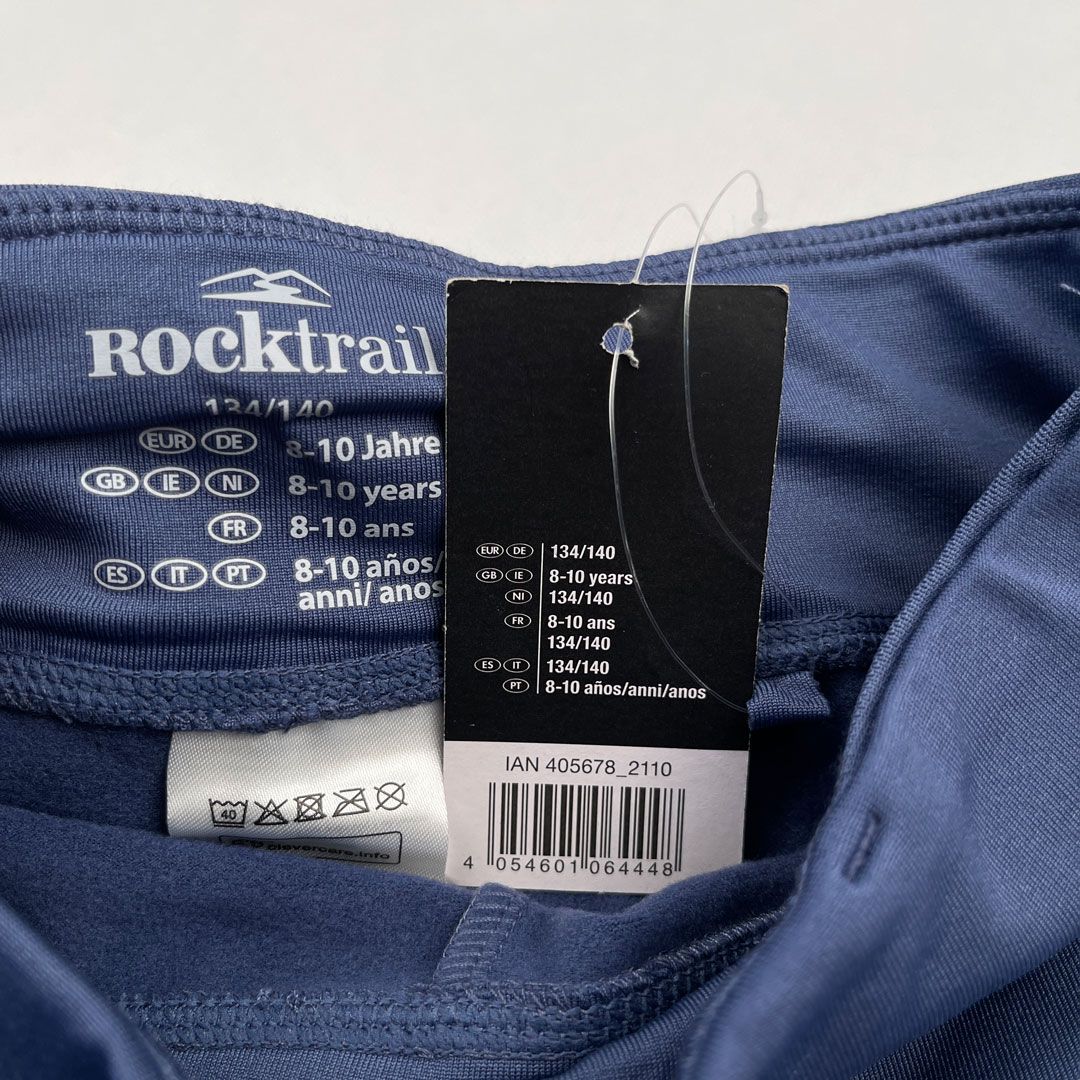 ROCktrail
134/140
EUR DE 8-10 Jahre
GB IE NI 8-10 years
FR 8-10 ans
ES IT PT 8-10 años/
anni/ anos
EUR DE 134/140
GB IE 8-10 years
NI 134/140
FR 8-10 ans
134/140
ES IT 134/140
PT 8-10 años/anni/anos
IAN 405678_2110
4 054601 064448
40
clevercare.info